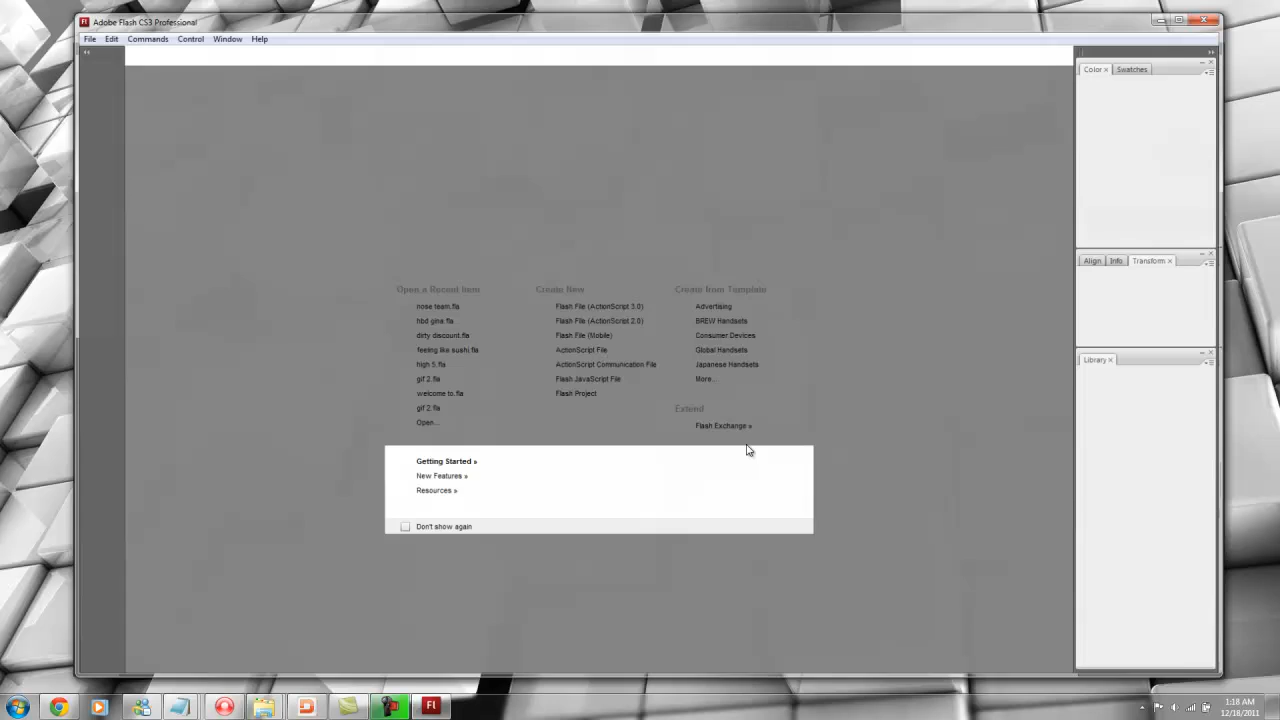 Adobe Flash CS3 Professional
File Edit Commands Control Window Help
Color Swatches
Align Info Transform
Library
Open a Recent Item
nose team.fla
hbd gina.fla
dirty discount.fla
feeling like sushi.fla
high 5.fla
gif 2.fla
welcome to.fla
gif 2.fla
Open...
Create New
Flash File (ActionScript 3.0)
Flash File (ActionScript 2.0)
Flash File (Mobile)
ActionScript File
ActionScript Communication File
Flash JavaScript File
Flash Project
Create from Template
Advertising
BREW Handsets
Consumer Devices
Global Handsets
Japanese Handsets
More...
Extend
Flash Exchange »
Getting Started »
New Features »
Resources »
Don't show again
Fl
1:18 AM
12/18/2011